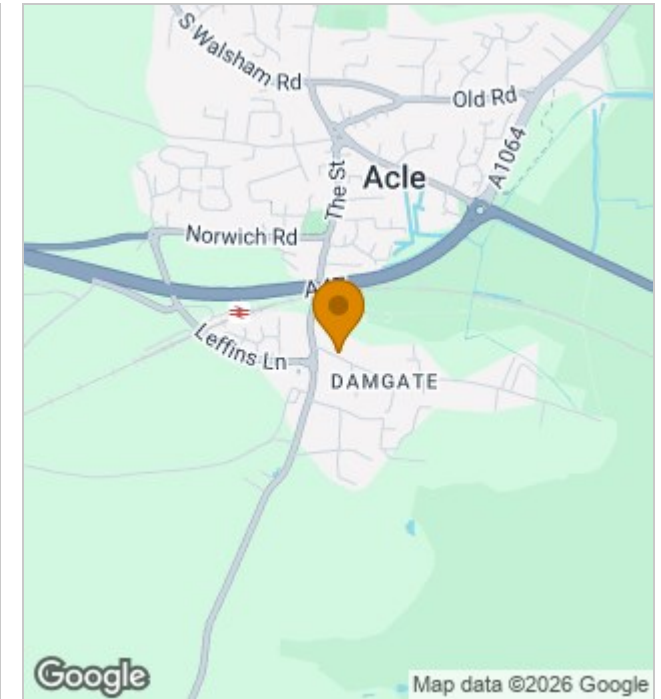 S Walsham Rd
Old Rd
A1064
The St
Acle
Norwich Rd
Leffins Ln
DAMGATE
Google
Map data ©2026 Google